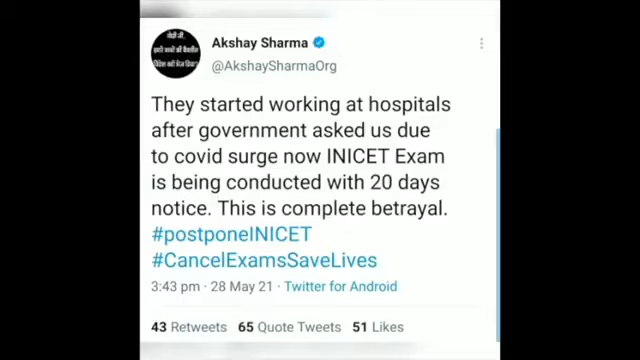 Akshay Sharma
@AkshaySharmaOrg
मोदी जी,
हमारे बच्चों की वैक्सीन
विदेश क्यों भेज दिया?
They started working at hospitals
after government asked us due
to covid surge now INICET Exam
is being conducted with 20 days
notice. This is complete betrayal.
#postponeINICET
#CancelExamsSaveLives
3:43 pm · 28 May 21 · Twitter for Android
43 Retweets 65 Quote Tweets 51 Likes